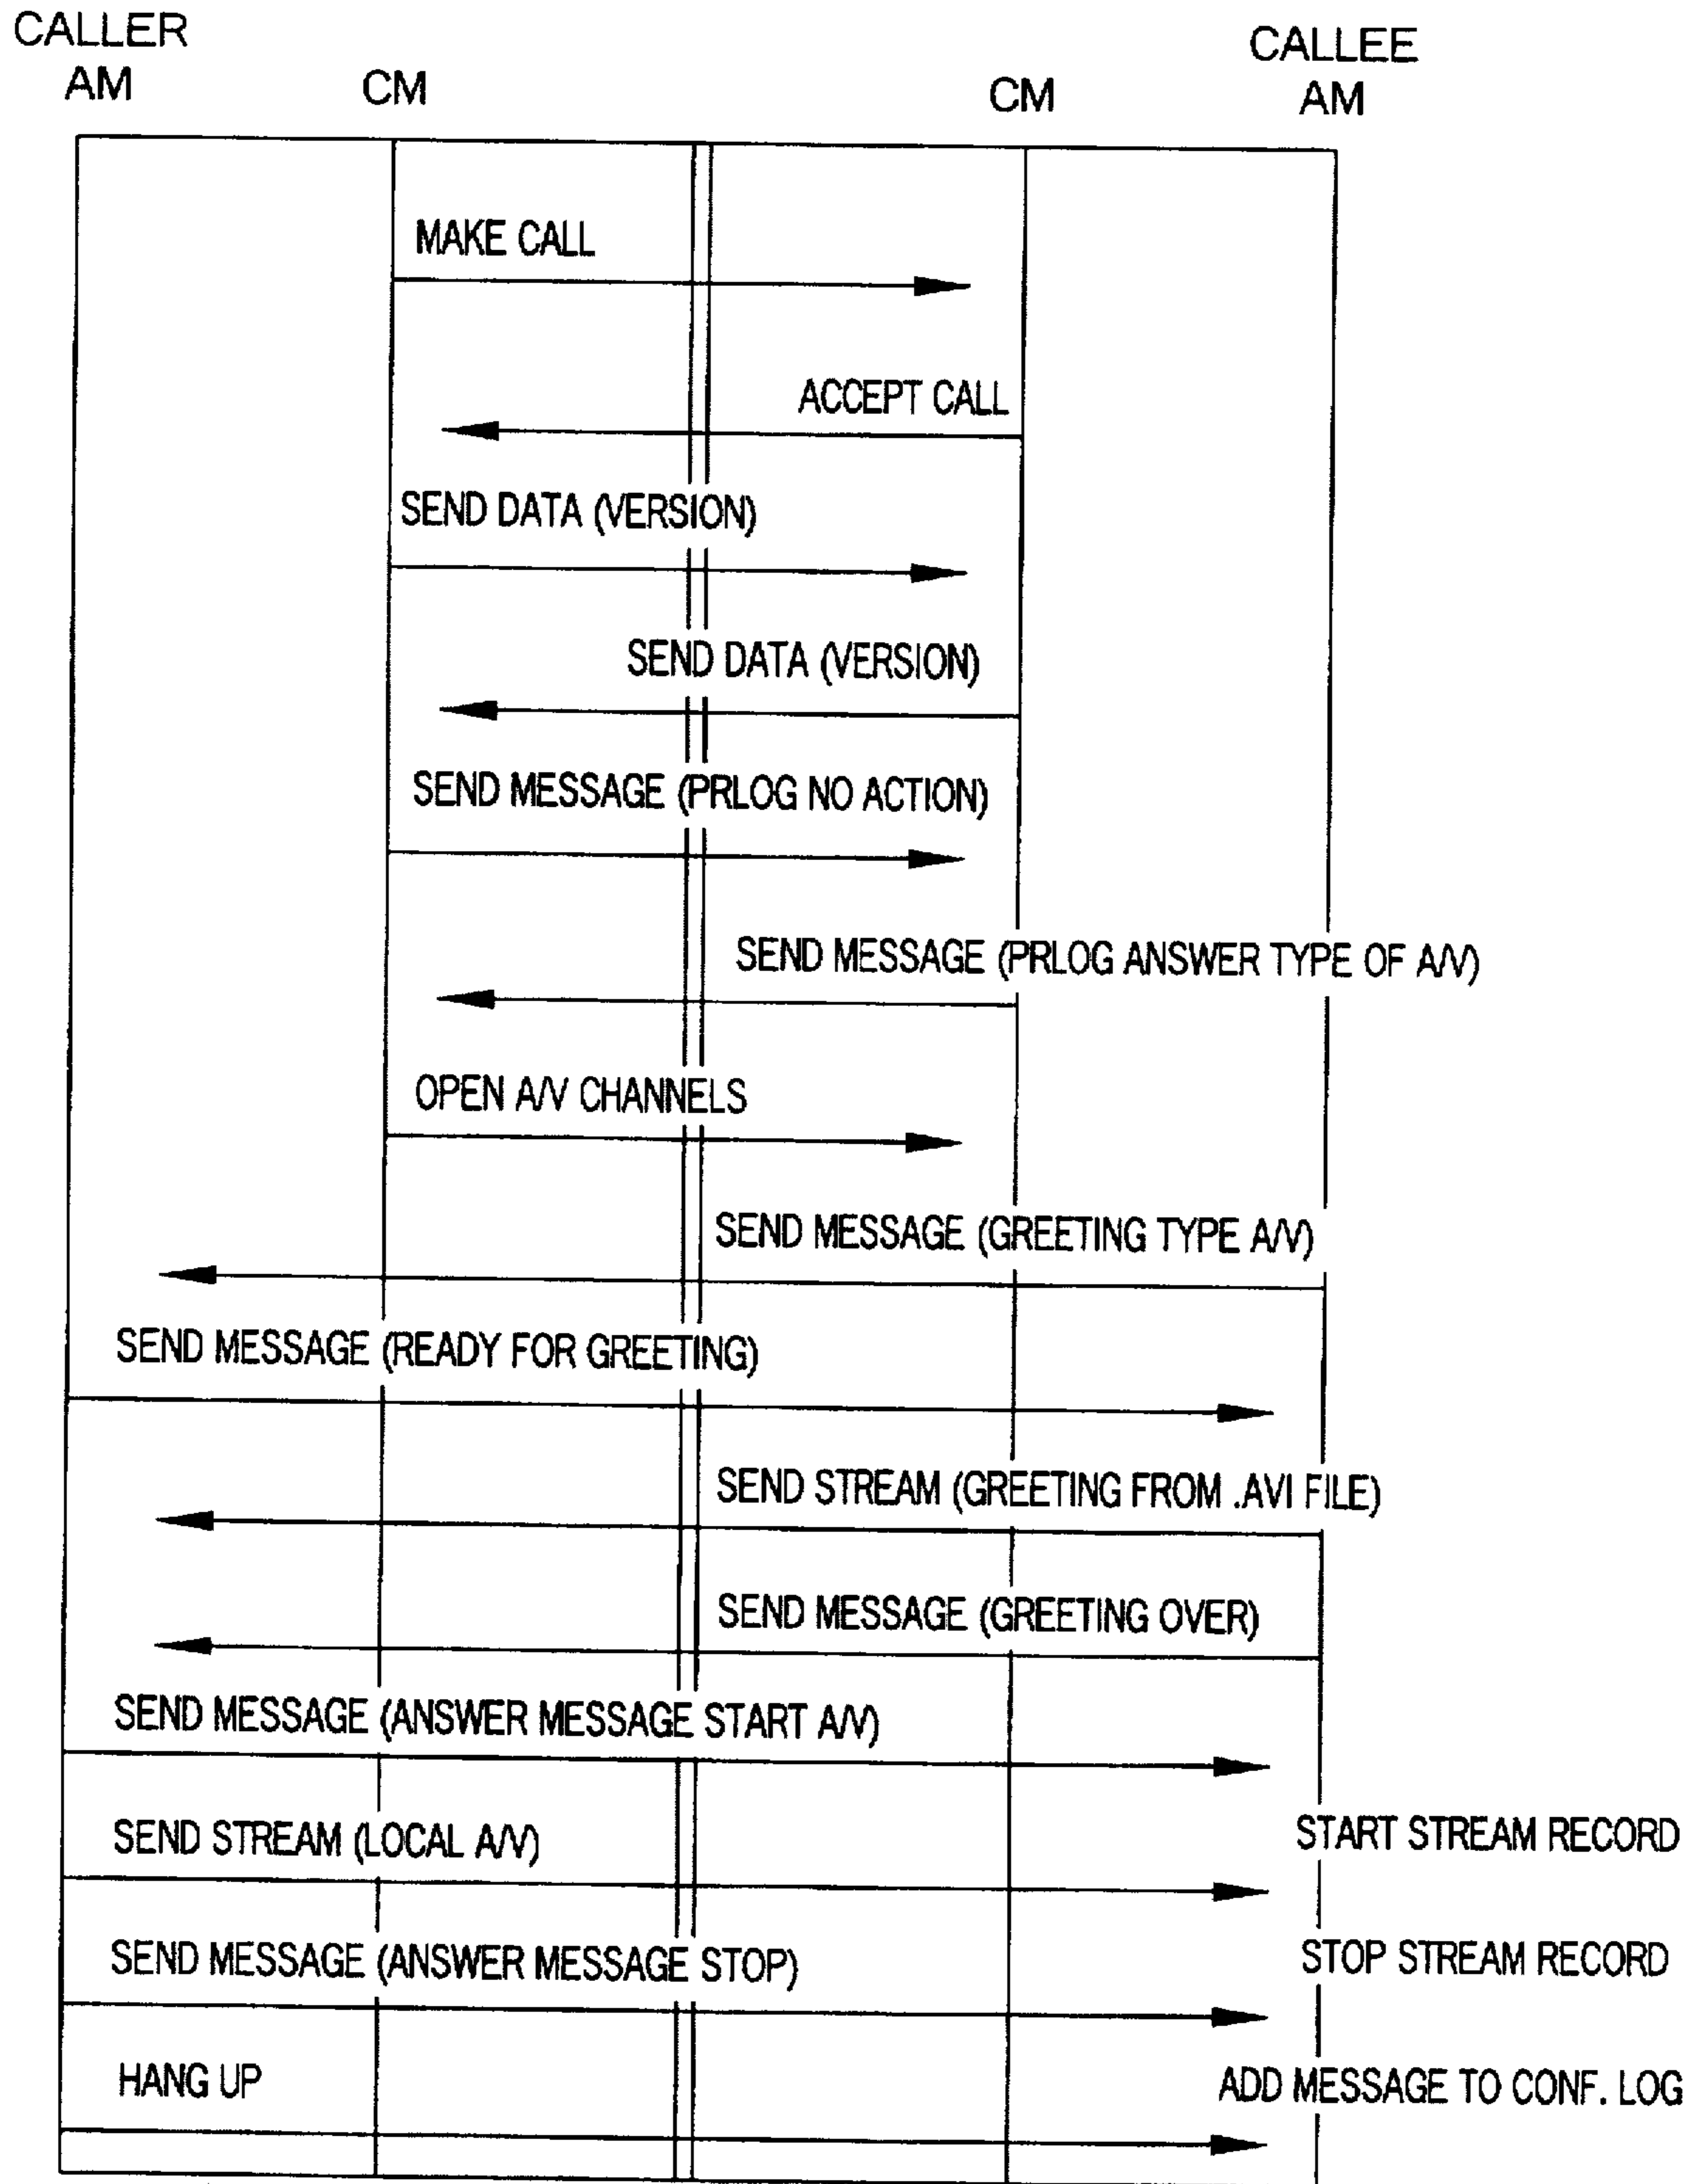 CALLER
AM
CM
CM
CALLEE
AM
MAKE CALL
ACCEPT CALL
SEND DATA (VERSION)
SEND DATA (VERSION)
SEND MESSAGE (PRLOG NO ACTION)
SEND MESSAGE (PRLOG ANSWER TYPE OF A/V)
OPEN A/V CHANNELS
SEND MESSAGE (GREETING TYPE A/V)
SEND MESSAGE (READY FOR GREETING)
SEND STREAM (GREETING FROM .AVI FILE)
SEND MESSAGE (GREETING OVER)
SEND MESSAGE (ANSWER MESSAGE START A/V)
SEND STREAM (LOCAL A/V)
START STREAM RECORD
SEND MESSAGE (ANSWER MESSAGE STOP)
STOP STREAM RECORD
HANG UP
ADD MESSAGE TO CONF. LOG